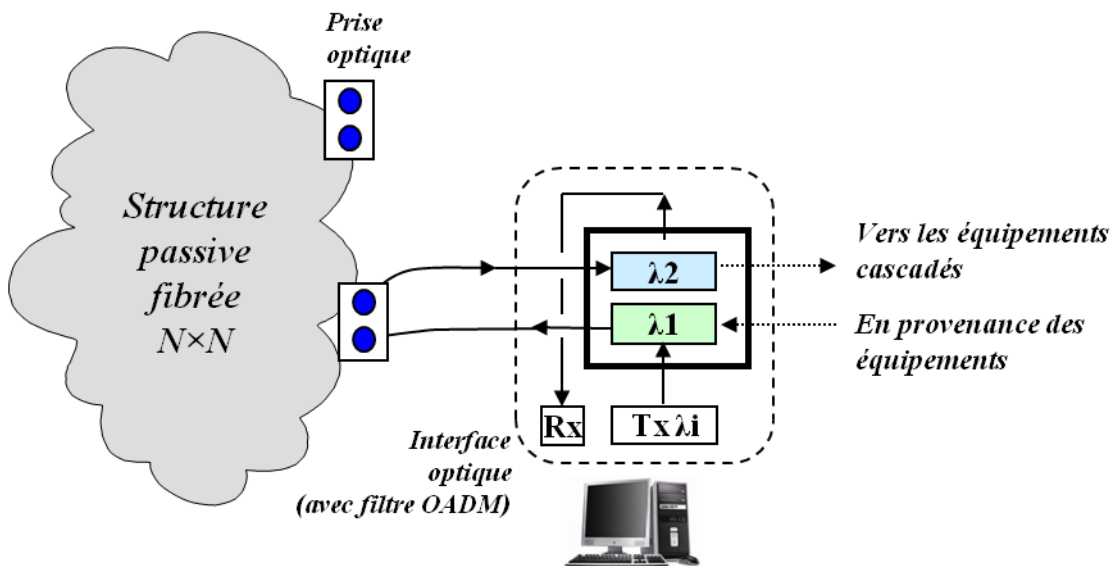 Prise
optique
Structure
passive
fibrée
N×N
λ2
λ1
Vers les équipements
cascadés
En provenance des
équipements
Rx
Tx λi
Interface
optique
(avec filtre OADM)